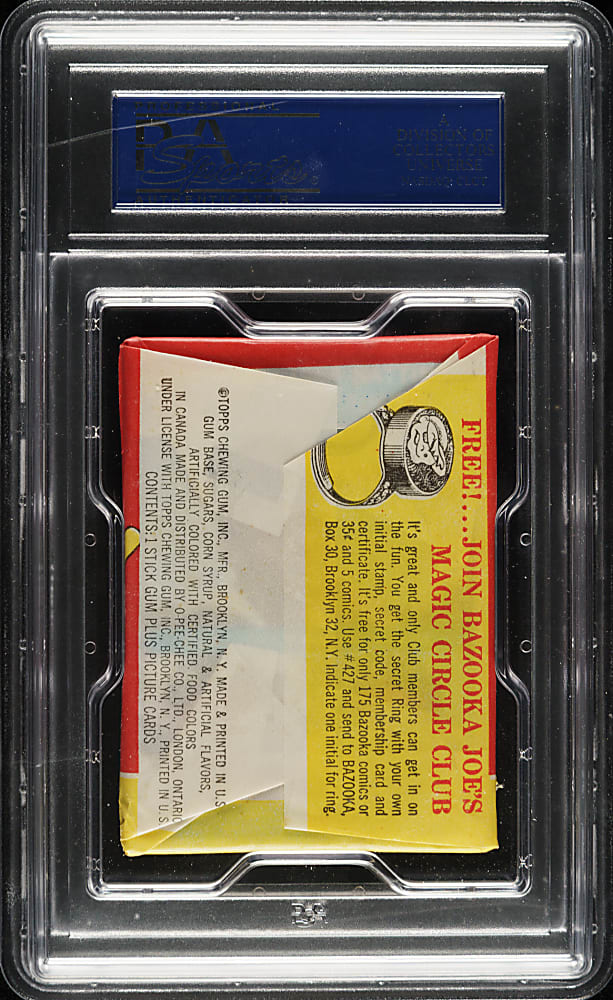 PROFESSIONAL
PSA
Sports
AUTHENTICATOR
A
DIVISION OF
COLLECTORS
UNIVERSE
FREE!...JOIN BAZOOKA JOE'S
MAGIC CIRCLE CLUB
It's great and only Club members can get in on
the fun. You get the secret Ring with your own
initial stamp, secret code, membership card and
certificate. It's free for only 175 Bazooka comics or
35¢ and 5 comics. Use #427 and send to BAZOOKA,
Box 30, Brooklyn 32, N.Y. Indicate one initial for ring.
©TOPPS CHEWING GUM, INC., MFR., BROOKLYN, N. Y. MADE & PRINTED IN U.S
GUM BASE, SUGARS, CORN SYRUP, NATURAL & ARTIFICIAL FLAVORS,
ARTIFICIALLY COLORED WITH CERTIFIED FOOD COLORS
IN CANADA MADE AND DISTRIBUTED BY O-PEE-CHEE CO., LTD., LONDON, ONTARIO
UNDER LICENSE WITH TOPPS CHEWING GUM, INC., BROOKLYN, N. Y., PRINTED IN U.S
CONTENTS: 1 STICK GUM PLUS PICTURE CARDS
PSA